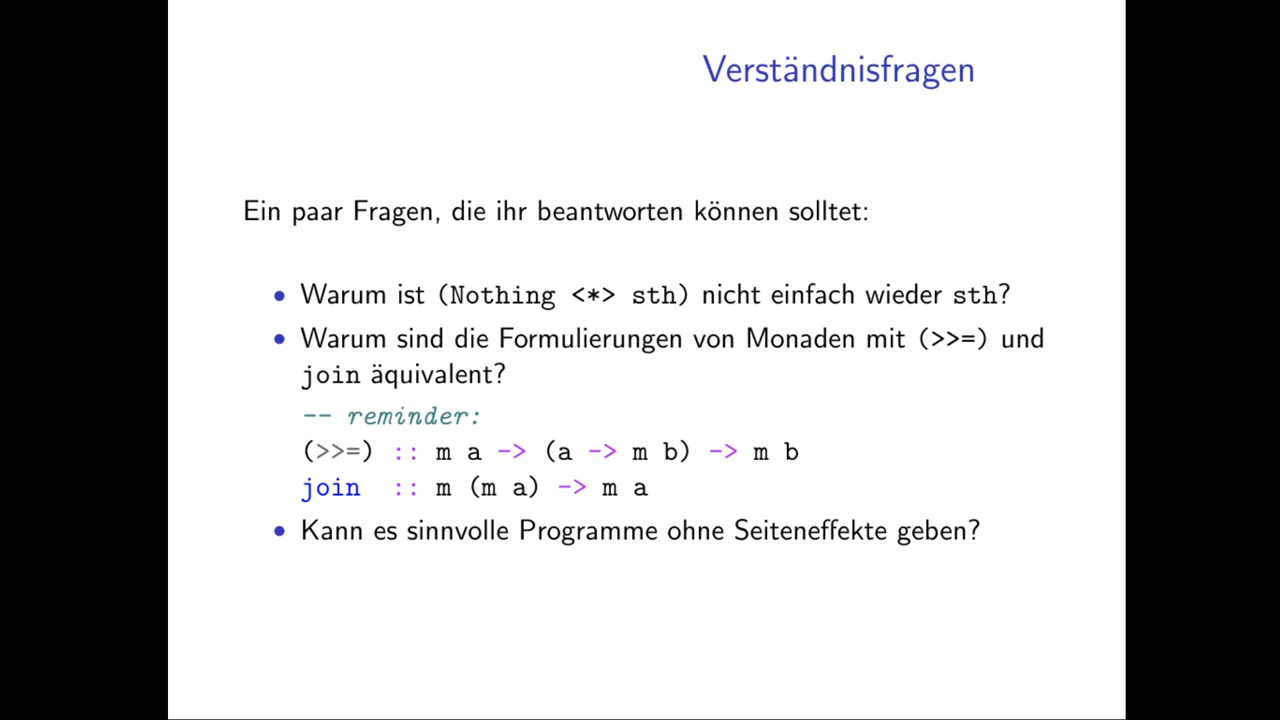 Verständnisfragen
Ein paar Fragen, die ihr beantworten können solltet:
• Warum ist (Nothing <*> sth) nicht einfach wieder sth?
• Warum sind die Formulierungen von Monaden mit (>>=) und
join äquivalent?
-- reminder:
(>>=) :: m a -> (a -> m b) -> m b
join :: m (m a) -> m a
• Kann es sinnvolle Programme ohne Seiteneffekte geben?